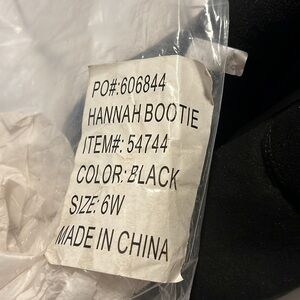 PO#:606844
HANNAH BOOTIE
ITEM#: 54744
COLOR: BLACK
SIZE: 6W
MADE IN CHINA